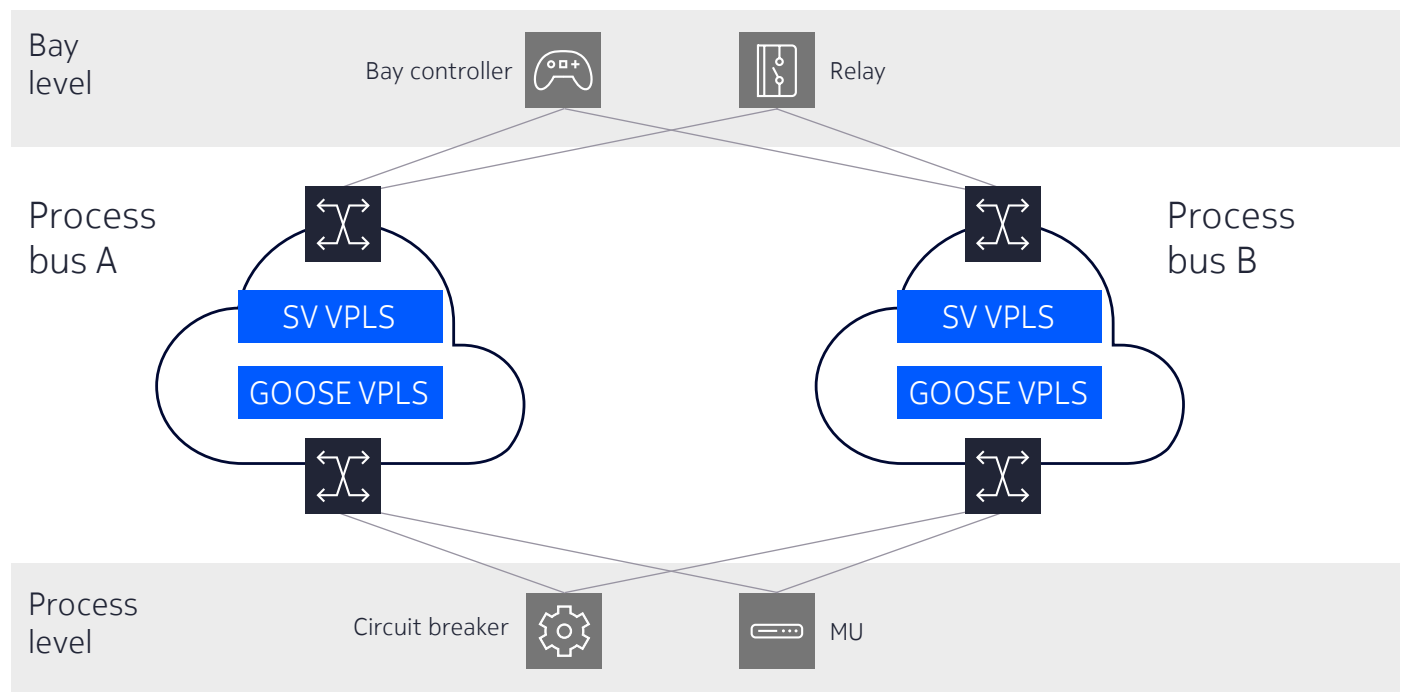 Bay
level
Bay controller
Relay
Process
bus A
Process
bus B
SV VPLS
GOOSE VPLS
SV VPLS
GOOSE VPLS
Process
level
Circuit breaker
MU